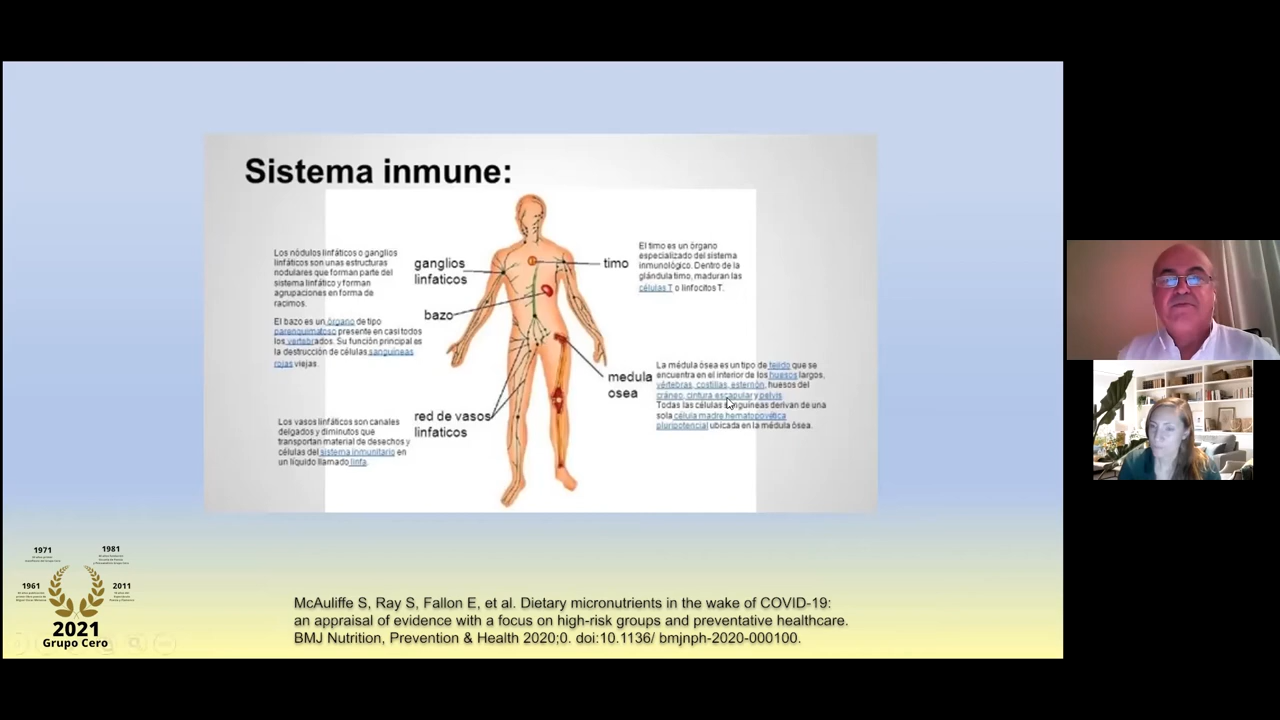 Sistema inmune:
Los nódulos linfáticos o ganglios
linfáticos son unas estructuras
nodulares que forman parte del
sistema linfático y forman
agrupaciones en forma de
racimos.
El bazo es un órgano de tipo
parenquimatoso presente en casi todos
los vertebrados. Su función principal es
la destrucción de células sanguíneas
rojas viejas.
Los vasos linfáticos son canales
delgados y diminutos que
transportan material de desechos y
células del sistema inmunitario en
un líquido llamado linfa.
ganglios
linfaticos
bazo
red de vasos
linfaticos
timo
medula
osea
El timo es un órgano
especializado del sistema
inmunológico. Dentro de la
glándula timo, maduran las
células T o linfocitos T.
La médula ósea es un tipo de tejido que se
encuentra en el interior de los huesos largos,
vértebras, costillas, esternón, huesos del
cráneo, cintura escapular y pelvis.
Todas las células sanguíneas derivan de una
sola célula madre hematopoyética
pluripotencial ubicada en la médula ósea.
1971
1981
1961
2011
2021
Grupo Cero
McAuliffe S, Ray S, Fallon E, et al. Dietary micronutrients in the wake of COVID-19:
an appraisal of evidence with a focus on high-risk groups and preventative healthcare.
BMJ Nutrition, Prevention & Health 2020;0. doi:10.1136/ bmjnph-2020-000100.